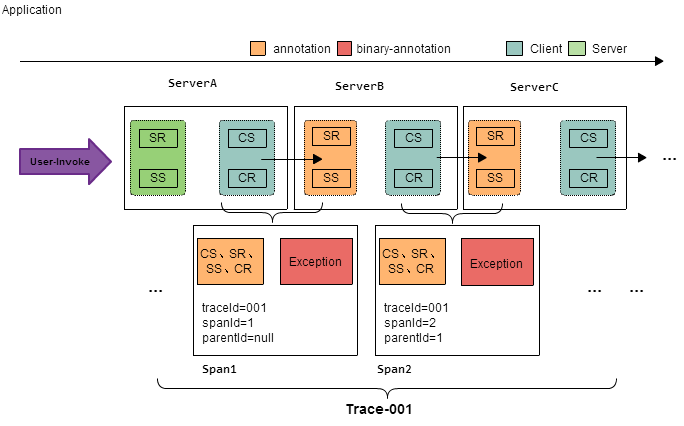 Application
annotation
binary-annotation
Client
Server
ServerA
ServerB
ServerC
User-Invoke
SR
CS
SR
CS
SR
CS
...
SS
CR
SS
CR
SS
CR
CS、SR、
SS、CR
Exception
CS、SR、
SS、CR
Exception
...
...
...
traceId=001
spanId=1
parentId=null
traceId=001
spanId=2
parentId=1
Span1
Span2
Trace-001